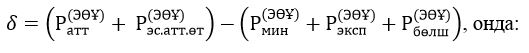 δ = (P_атт^(ЭӨҰ) + P_эс.атт.өт^(ЭӨҰ)) − (P_мин^(ЭӨҰ) + P_эксп^(ЭӨҰ) + P_бөлш^(ЭӨҰ)), онда: